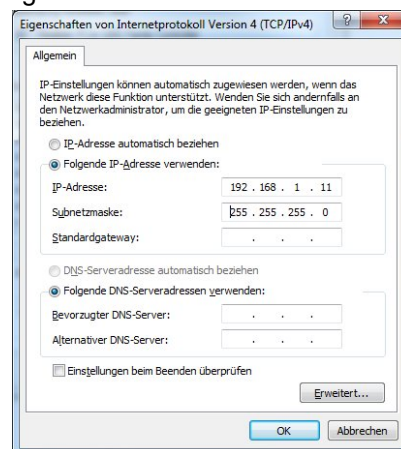 Eigenschaften von Internetprotokoll Version 4 (TCP/IPv4)
Allgemein
IP-Einstellungen können automatisch zugewiesen werden, wenn das
Netzwerk diese Funktion unterstützt. Wenden Sie sich andernfalls an
den Netzwerkadministrator, um die geeigneten IP-Einstellungen zu
beziehen.
IP-Adresse automatisch beziehen
Folgende IP-Adresse verwenden:
IP-Adresse: 192 . 168 . 1 . 11
Subnetzmaske: 255 . 255 . 255 . 0
Standardgateway: . . .
DNS-Serveradresse automatisch beziehen
Folgende DNS-Serveradressen verwenden:
Bevorzugter DNS-Server: . . .
Alternativer DNS-Server: . . .
Einstellungen beim Beenden überprüfen
Erweitert...
OK Abbrechen